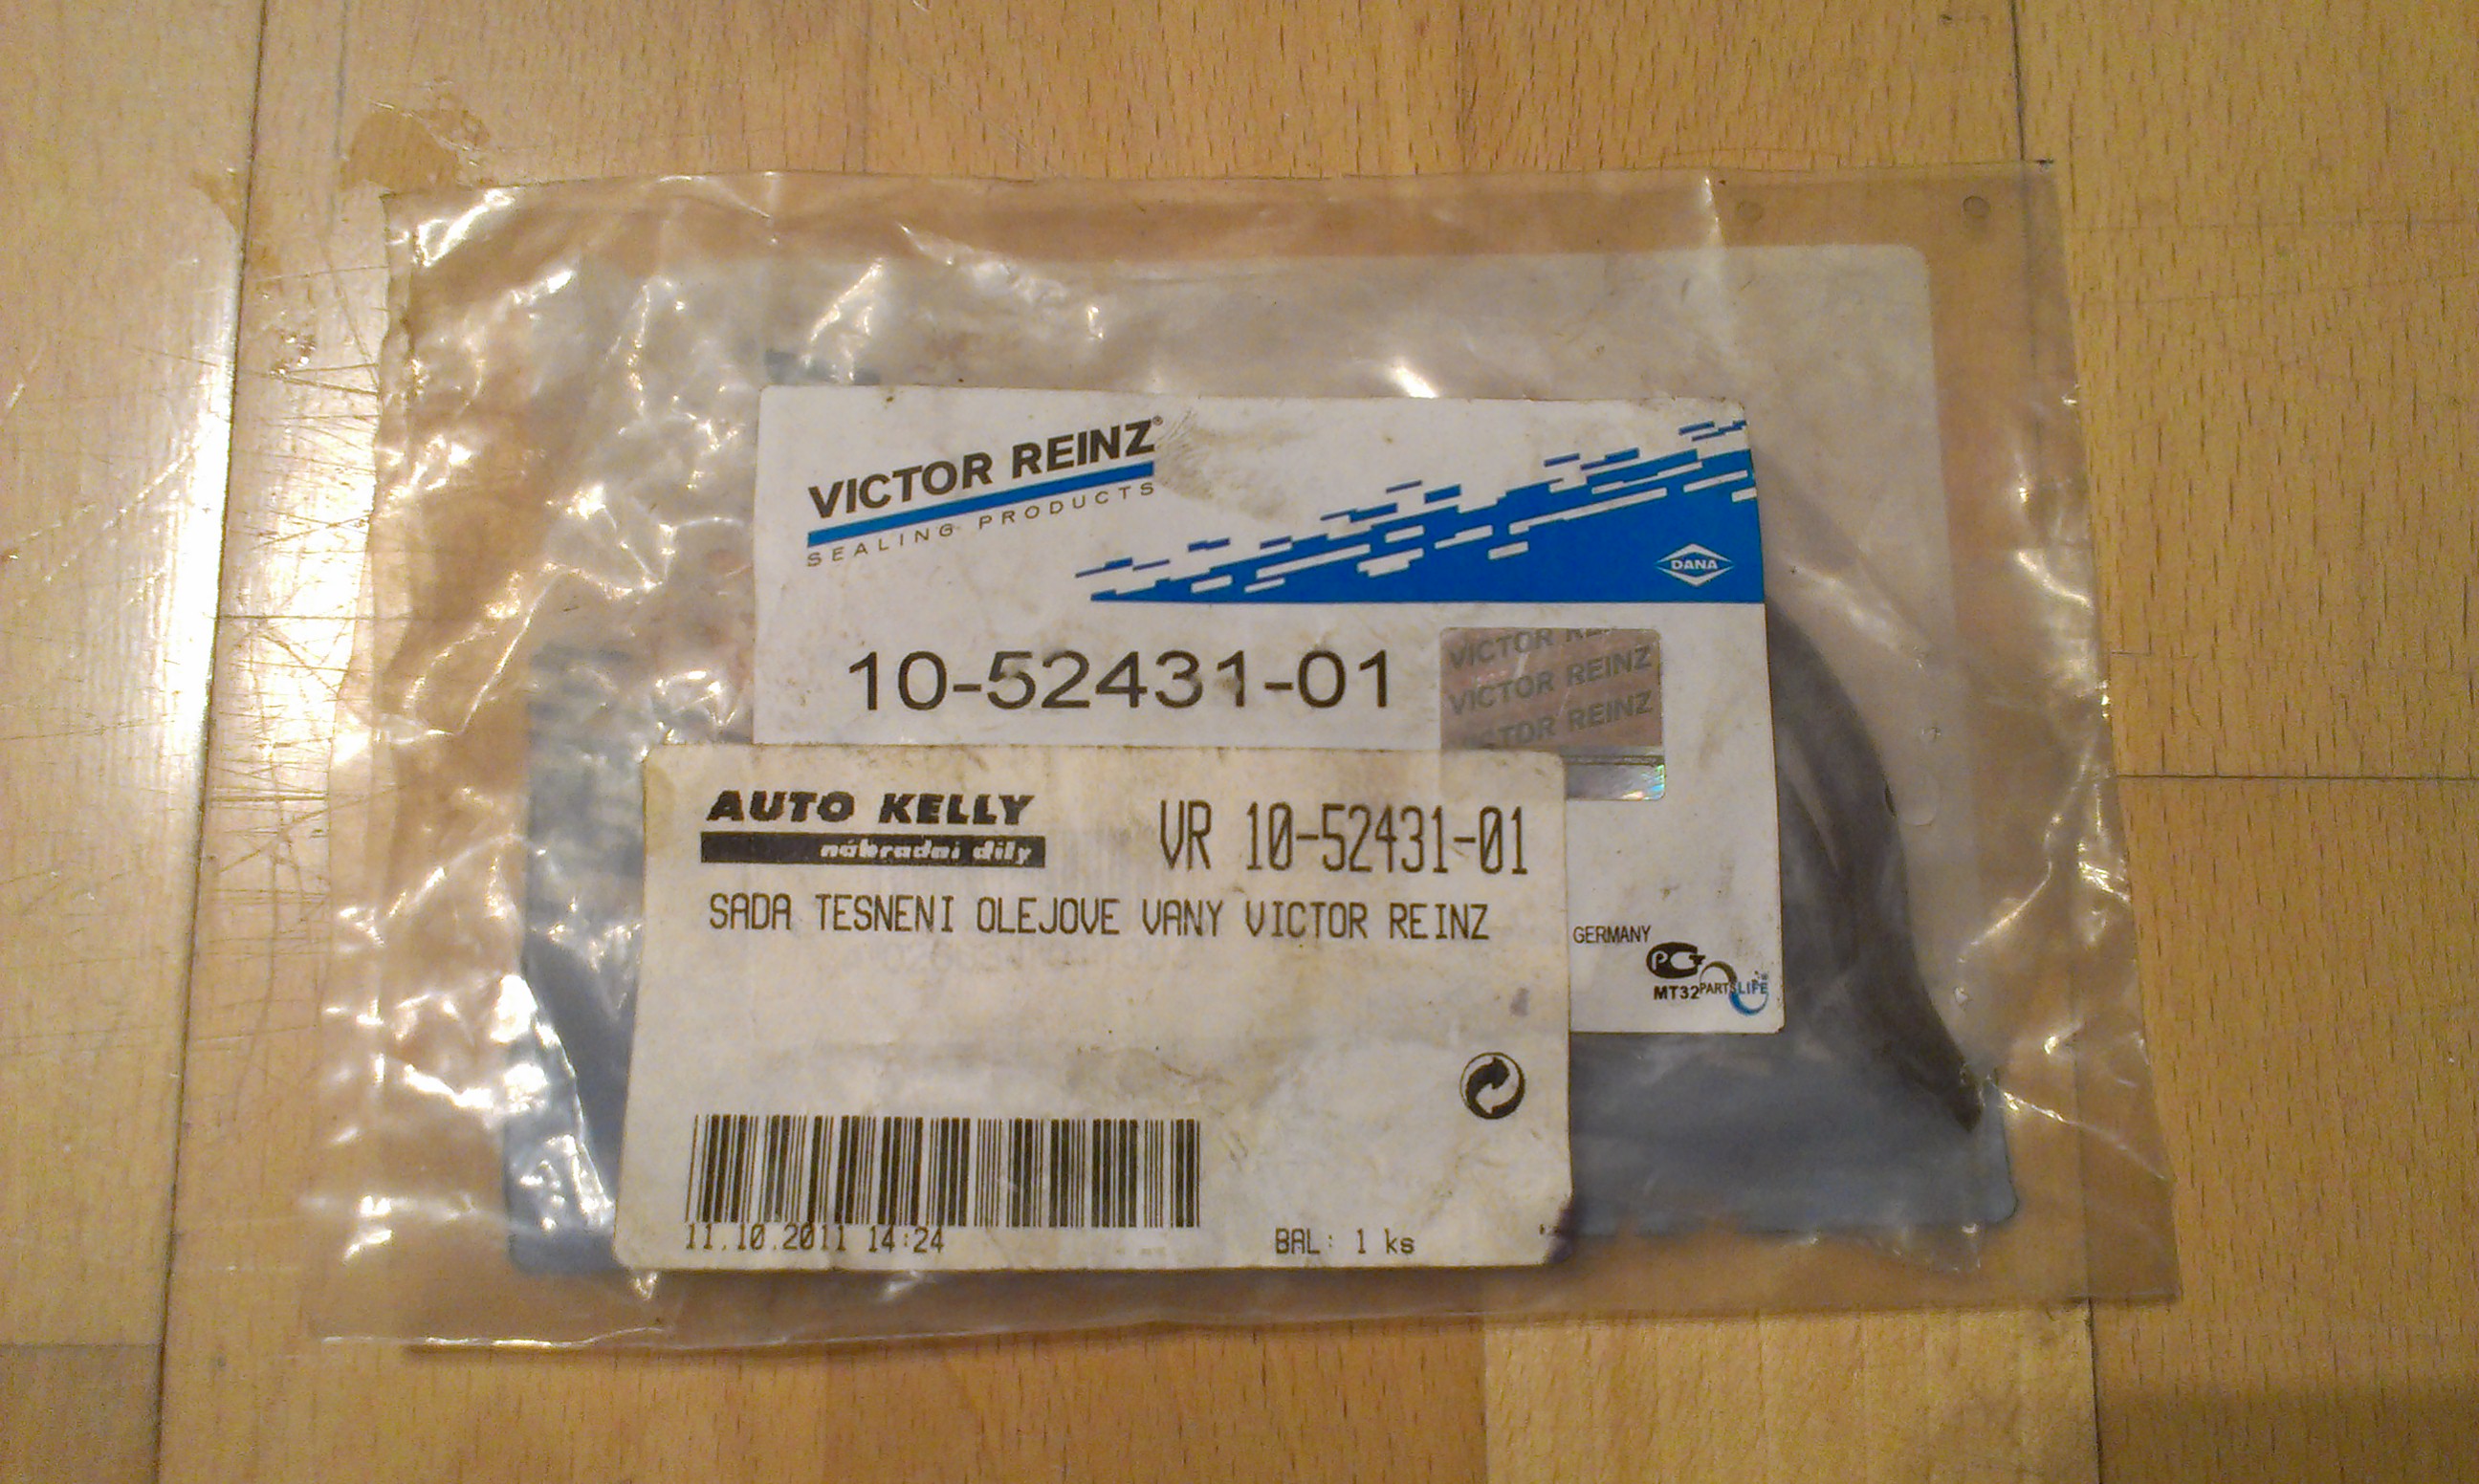 VICTOR REINZ®
SEALING PRODUCTS
DANA
10-52431-01
VICTOR
VICTOR REINZ
VICTOR REINZ
REINZ
AUTO KELLY
náhradní díly
VR 10-52431-01
SADA TESNENI OLEJOVE VANY VICTOR REINZ
GERMANY
MT32
PARTSLIFE
11.10.2011 14:24
BAL: 1 ks